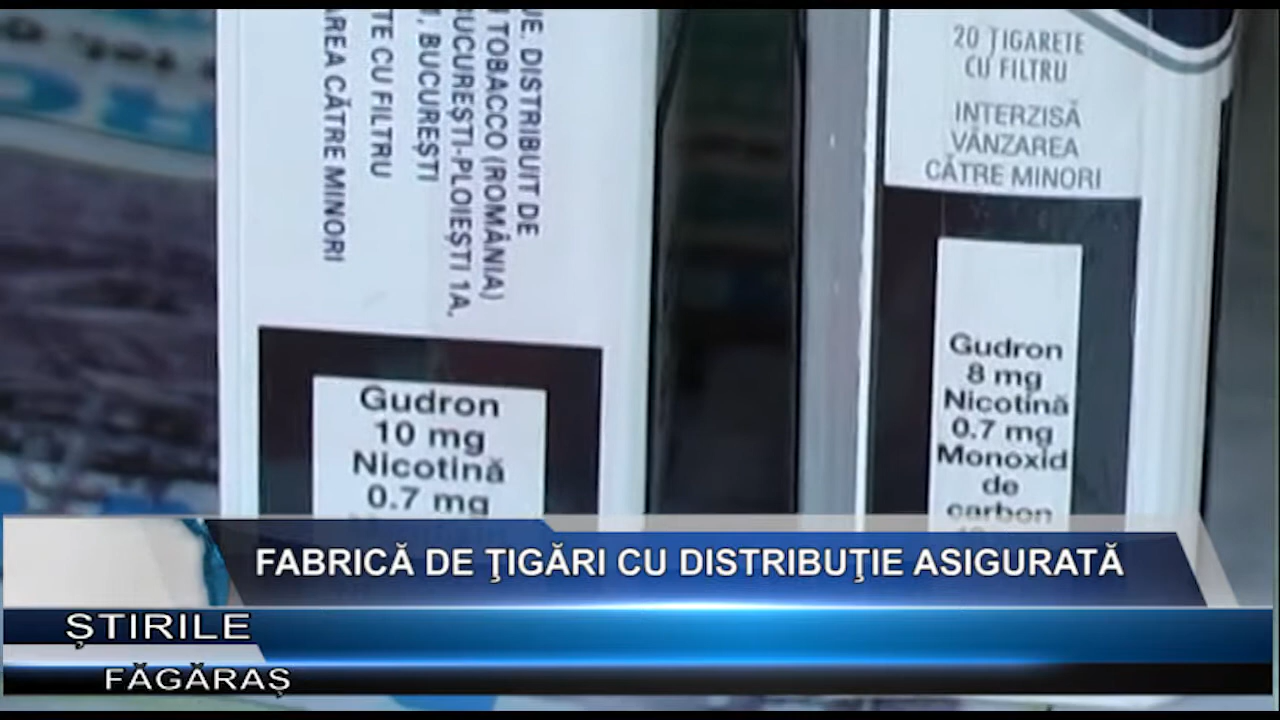 UE. DISTRIBUIT DE
TOBACCO (ROMÂNIA)
BUCUREȘTI-PLOIEȘTI 1A,
BUCUREȘTI
TE CU FILTRU
CĂTRE MINORI
Gudron
10 mg
Nicotină
0.7 mg
20 ŢIGARETE
CU FILTRU
INTERZISĂ
VÂNZAREA
CĂTRE MINORI
Gudron
8 mg
Nicotină
0.7 mg
Monoxid
de
carbon
FABRICĂ DE ŢIGĂRI CU DISTRIBUŢIE ASIGURATĂ
ȘTIRILE
FĂGĂRAȘ